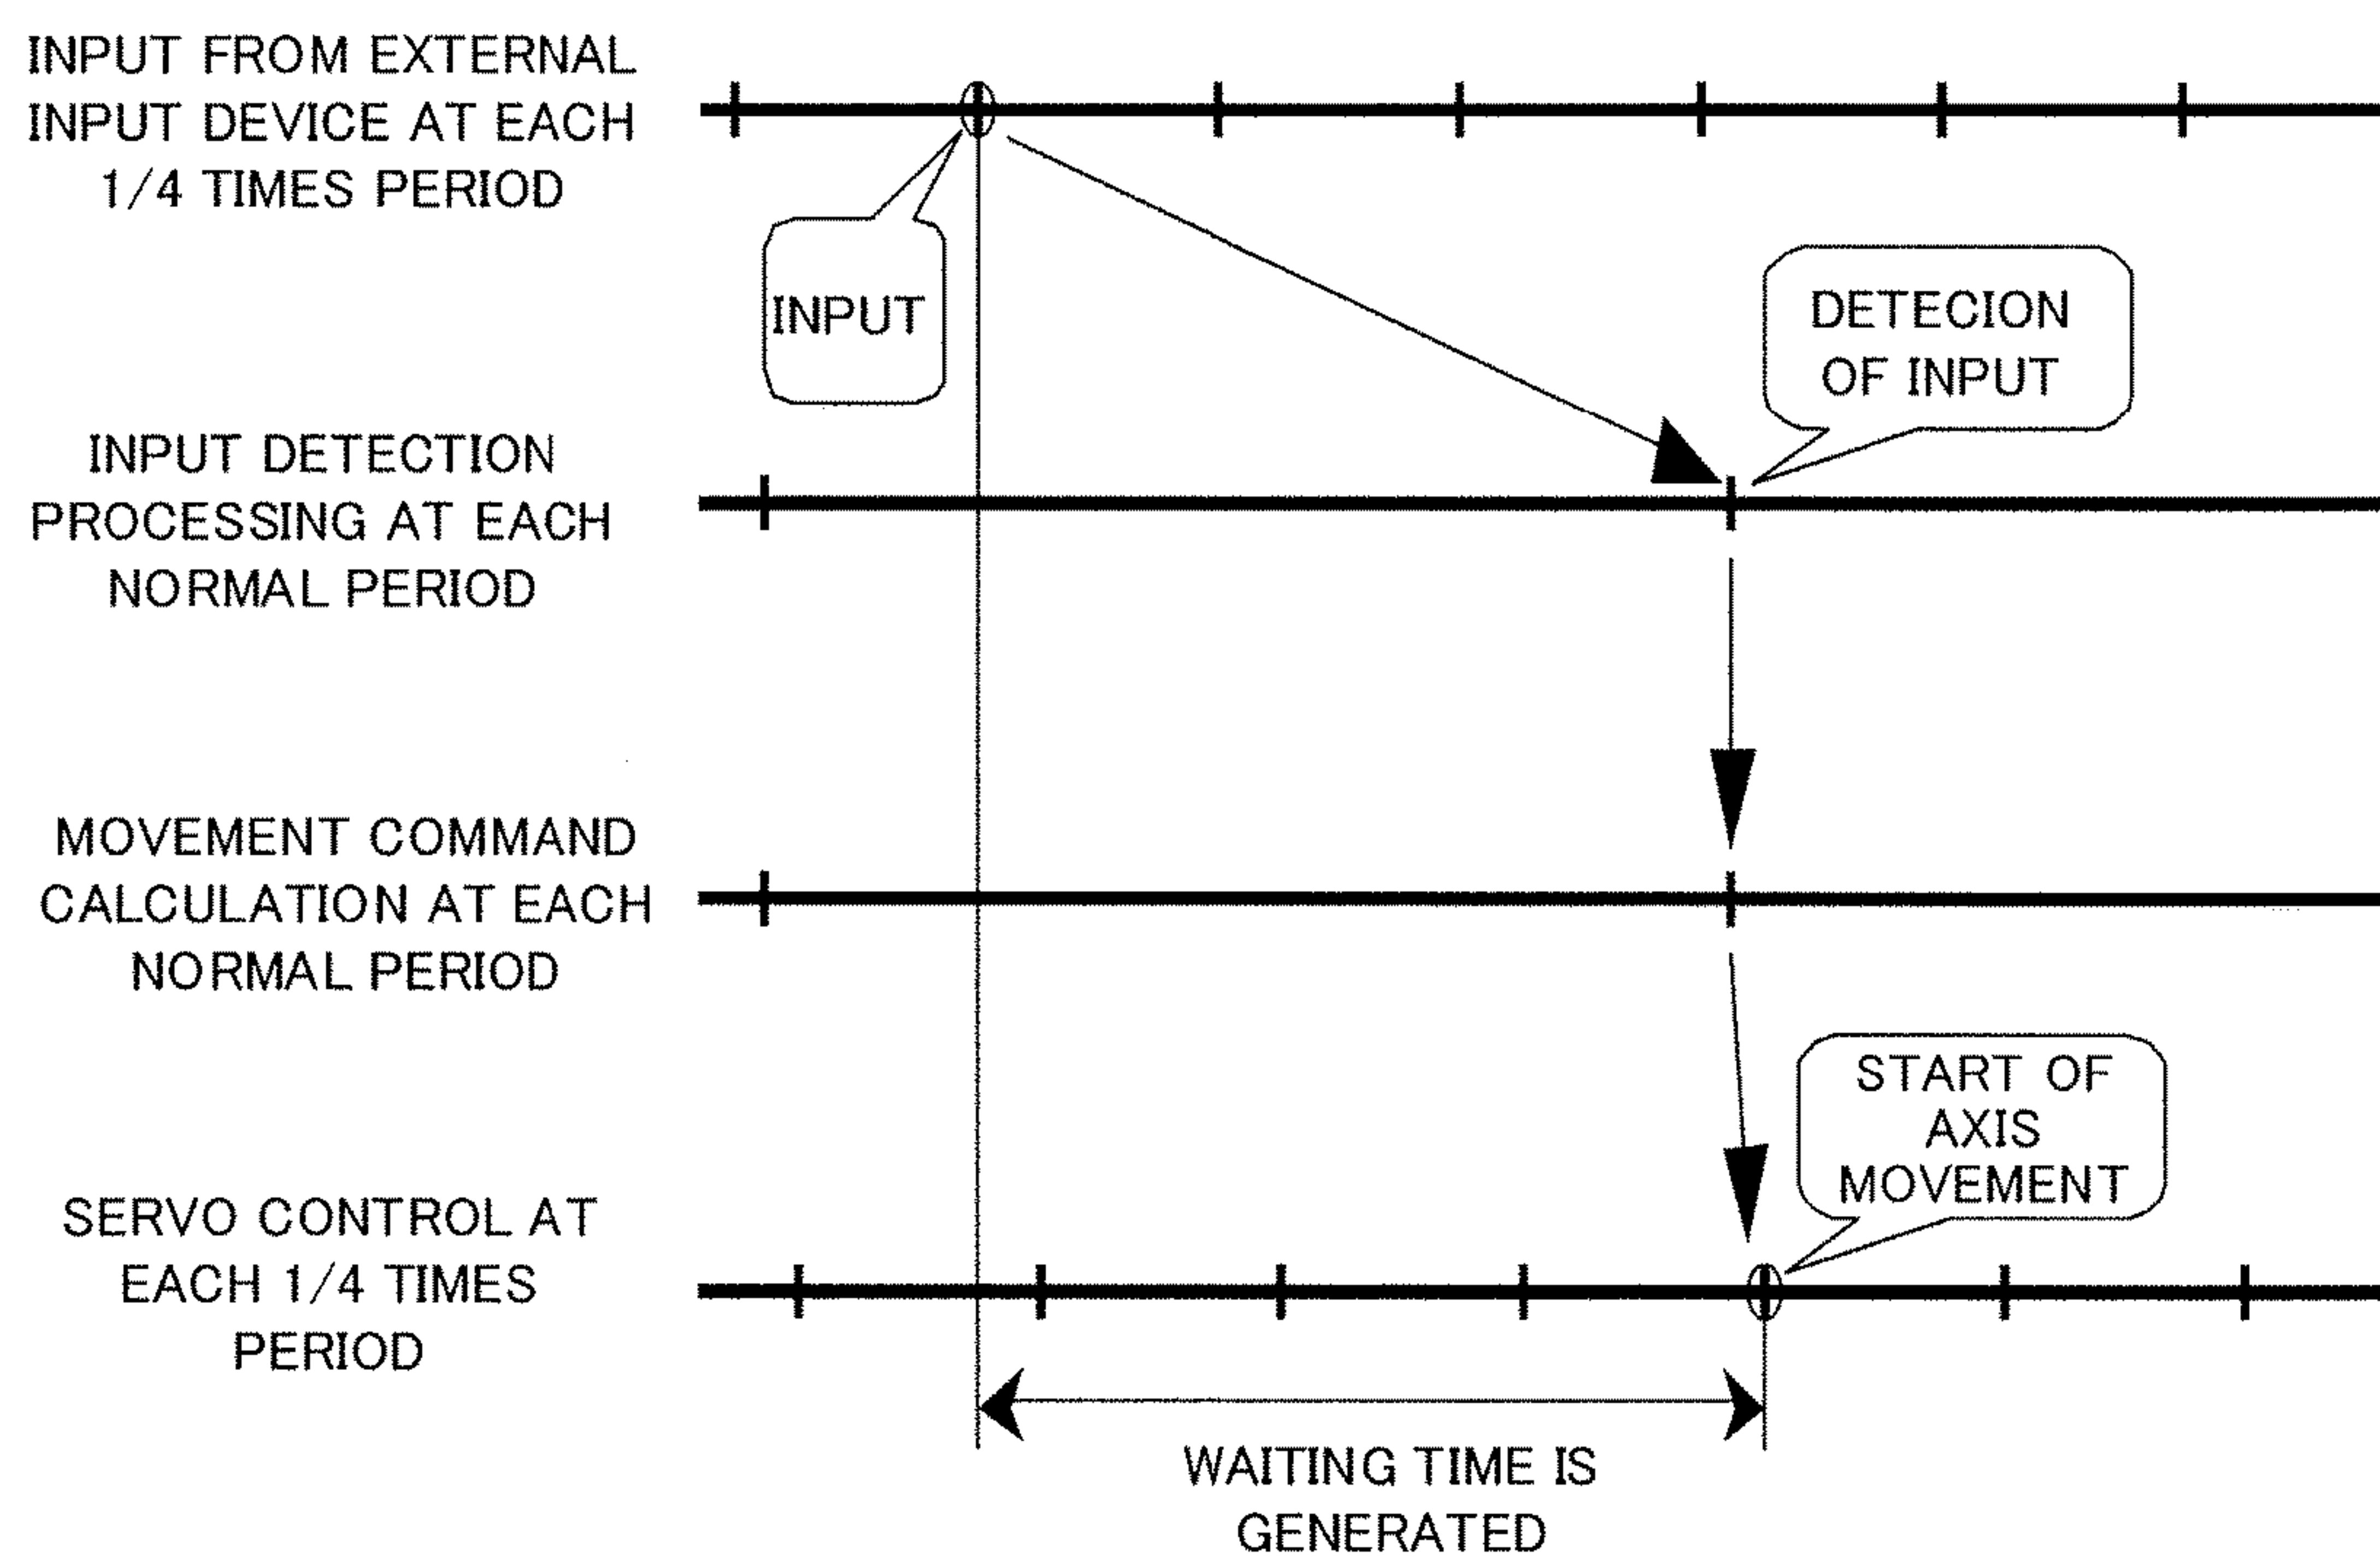 INPUT FROM EXTERNAL
INPUT DEVICE AT EACH
1/4 TIMES PERIOD
INPUT
DETECION
OF INPUT
INPUT DETECTION
PROCESSING AT EACH
NORMAL PERIOD
MOVEMENT COMMAND
CALCULATION AT EACH
NORMAL PERIOD
START OF
AXIS
MOVEMENT
SERVO CONTROL AT
EACH 1/4 TIMES
PERIOD
WAITING TIME IS
GENERATED